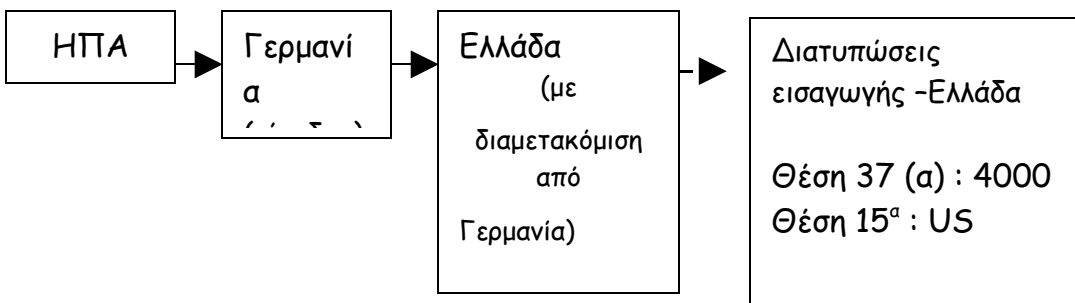 ΗΠΑ
Γερμανί
α
Ελλάδα
(με
διαμετακόμιση
από
Γερμανία)
Διατυπώσεις
εισαγωγής –Ελλάδα
Θέση 37 (α) : 4000
Θέση 15α : US